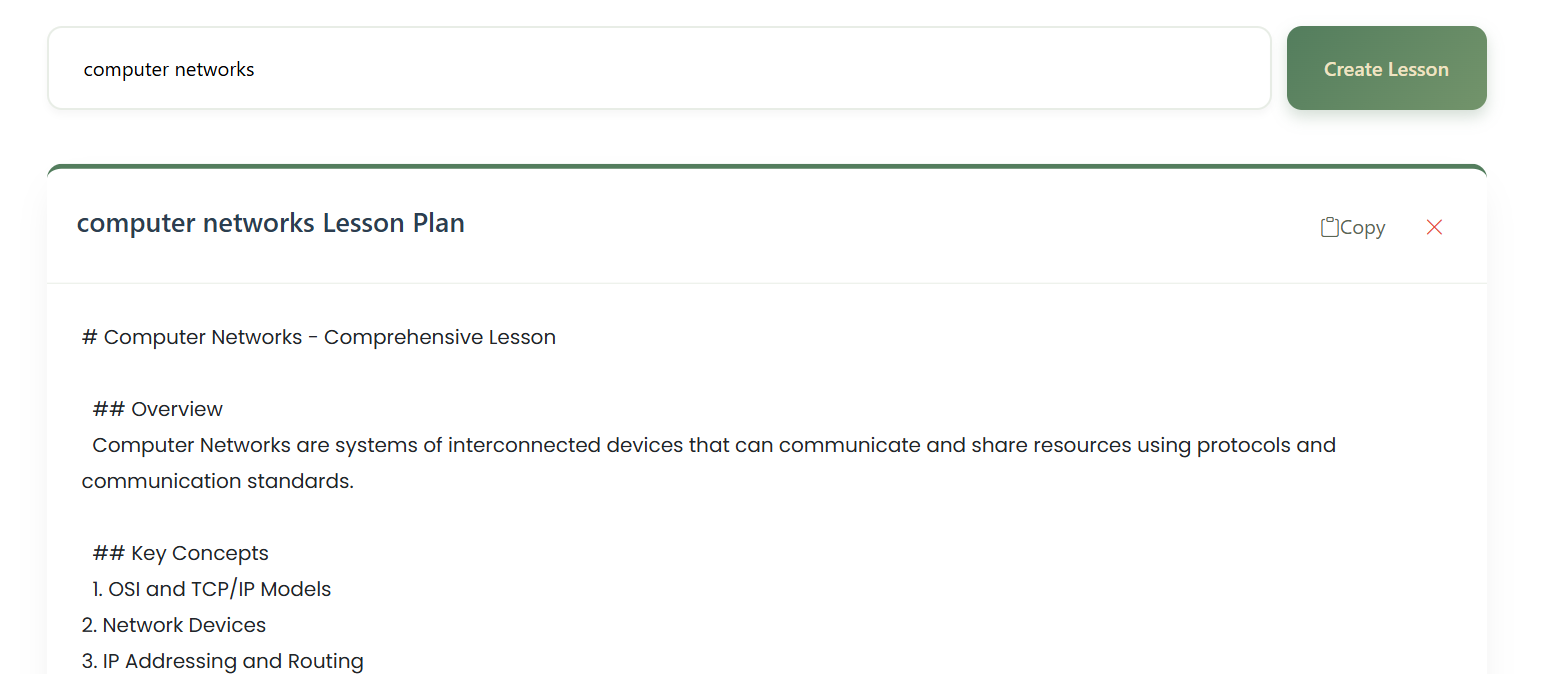 computer networks
Create Lesson
computer networks Lesson Plan
Copy
# Computer Networks - Comprehensive Lesson
## Overview
Computer Networks are systems of interconnected devices that can communicate and share resources using protocols and
communication standards.
## Key Concepts
1. OSI and TCP/IP Models
2. Network Devices
3. IP Addressing and Routing